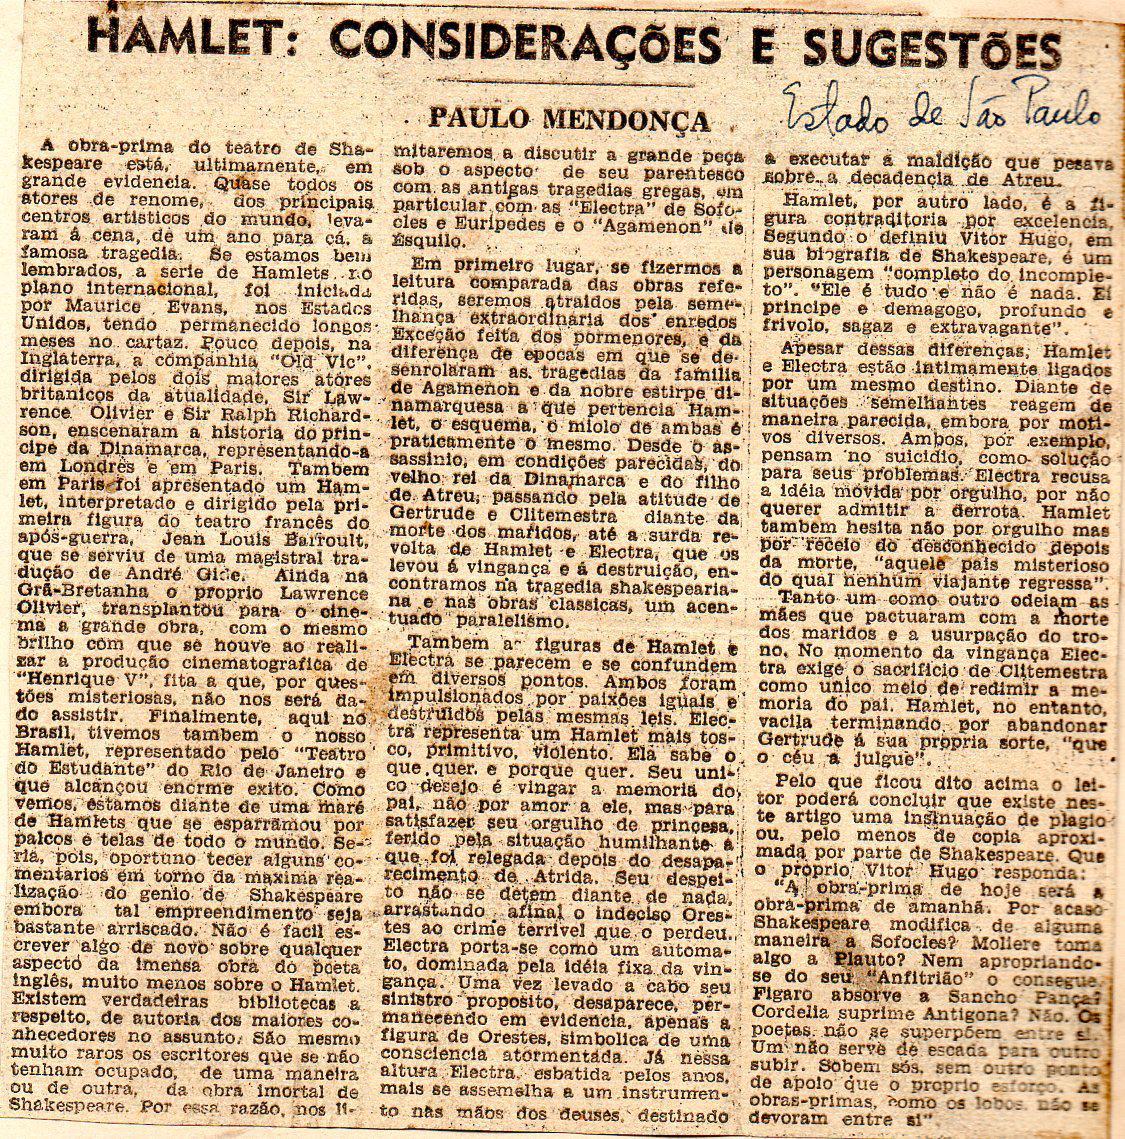 HAMLET: CONSIDERAÇÕES E SUGESTÕES
PAULO MENDONÇA
Estado de São Paulo
A obra-prima do teatro de Sha-
kespeare está, ultimamente, em
grande evidencia. Quase todos os
atores de renome, dos principais
centros artisticos do mundo, leva-
ram á cena, de um ano para cá, a
famosa tragedia. Se estamos bem
lembrados, a serie de Hamlets no
plano internacional, foi iniciada
por Maurice Evans, nos Estados
Unidos, tendo permanecido longos
meses no cartaz. Pouco depois, na
Inglaterra, a companhia "Old Vic".
dirigida pelos dois maiores atôres
britanicos da atualidade, Sir Law-
rence Olivier e Sir Ralph Richard-
son, enscenaram a historia do prin-
cipe da Dinamarca, representando-a
em Londres e em Paris. Tambem
em Paris foi apresentado um Ham-
let, interpretado e dirigido pela pri-
meira figura do teatro francês do
após-guerra, Jean Louis Barroult,
que se serviu de uma magistral tra-
dução de André Gide. Ainda na
Grã-Bretanha o proprio Lawrence
Olivier, transplantou para o cine-
ma a grande obra, com o mesmo
brilho com que se houve ao reali-
zar a produção cinematografica de
"Henrique V", fita a que, por ques-
tões misteriosas, não nos será da-
do assistir. Finalmente, aqui no
Brasil, tivemos tambem o nosso
Hamlet, representado pelo "Teatro
do Estudante" do Rio de Janeiro e
que alcançou enorme exito. Como
vemos, estamos diante de uma maré
de Hamlets que se esparramou por
palcos e telas de todo o mundo. Se-
riá, pois, oportuno tecer alguns co-
mentarios em torno da maxima rea-
lização do genio de Shakespeare
embora tal empreendimento seja
bastante arriscado. Não é facil es-
crever algo de novo sobre qualquer
aspecto da imensa obra do poeta
inglês, muito menos sobre o Hamlet.
Existem verdadeiras bibliotecas a
respeito, de autoria dos maiores co-
nhecedores no assunto. São mesmo
muito raros os escritores que se não
tenham ocupado, de uma maneira
ou de outra, da obra imortal de
Shakespeare. Por essa razão, nos li-
mitaremos a discutir a grande peça
sob o aspecto de seu parentesco
com as antigas tragedias gregas, em
particular com as "Electra" de Sofo-
cles e Eurípedes e o "Agamenon" de
Ésquilo.
Em primeiro lugar, se fizermos a
leitura comparada das obras refe-
ridas, seremos atraidos pela seme-
lhança extraordinaria dos enredos
Exceção feita dos pormenores, e da
diferença de epocas em que se de-
senrolaram as tragedias da familia
de Agamenon e da nobre estirpe di-
namarquesa a que pertencia Ham-
let, o esquema, o miolo de ambas é
praticamente o mesmo. Desde o as-
sassinio, em condições parecidas, do
velho rei da Dinamarca e do filho
de Atreu, passando pela atitude de
Gertrude e Clitemestra diante da
morte dos maridos, até a surda re-
volta de Hamlet e Electra, que os
levou á vingança e á destruição, en-
contramos na tragedia shakespearia-
na e nas obras classicas, um acen-
tuado paralelismo.
Tambem a figuras de Hamlet e
Electra se parecem e se confundem
em diversos pontos. Ambos foram
impulsionados por paixões iguais e
destruidos pelas mesmas leis. Elec-
tra representa um Hamlet mais tos-
co, primitivo, violento. Ela sabe o
que quer e porque quer. Seu uni-
co desejo é vingar a memoria do
pai, não por amor a ele, mas para
satisfazer seu orgulho de princesa,
ferido pela situação humilhante a
que foi relegada depois do desapa-
recimento de Atrida. Seu despei-
to não se detem diante de nada,
arrastando afinal o indeciso Ores-
tes ao crime terrivel que o perdeu.
Electra porta-se como um automa-
to, dominada pela idéia fixa da vin-
gança. Uma vez levado a cabo seu
sinistro proposito, desaparece, per-
manecendo em evidencia, apenas a
figura de Orestes, simbolica de uma
consciencia atormentada. Já nessa
altura Electra, esbatida pelos anos,
mais se assemelha a um instrumen-
to nas mãos dos deuses, destinado
a executar a maldição que pesava
sobre a decadencia de Atreu.
Hamlet, por autro lado, é a fi-
gura contraditoria por excelencia,
Segundo o definiu Vitor Hugo, em
sua biografia de Shakespeare, é um
personagem "completo do incomple-
to". "Ele é tudo e não é nada. El
principe e demagogo, profundo e
frivolo, sagaz e extravagante".
Apesar dessas diferenças, Hamlet
e Electra estão intimamente ligados
por um mesmo destino. Diante de
situações semelhantes reagem de
maneira parecida, embora por moti-
vos diversos. Ambos, por exemplo,
pensam no suicidio, como solução
para seus problemas. Electra recusa
a idéia movida por orgulho, por não
querer admitir a derrota. Hamlet
tambem hesita não por orgulho mas
por receio do desconhecido depois
da morte, "aquele pais misterioso
do qual nenhum viajante regressa".
Tanto um como outro odeiam as
mães que pactuaram com a morte
dos maridos e a usurpação do tro-
no. No momento da vingança Elec-
tra exige o sacrificio de Clitemestra
como unico meio de redimir a me-
moria do pai. Hamlet, no entanto,
vacila terminando por abandonar
Gertrude á sua propria sorte, "que
o céu a julgue".
Pelo que ficou dito acima o lei-
tor poderá concluir que existe nes-
te artigo uma insinuação de plagio
ou, pelo menos de copia aproxi-
mada por parte de Shakespeare. Que
o proprio Vitor Hugo responda:
"A obra-prima de hoje será a
obra-prima de amanhã. Por acaso
Shakespeare modifica de alguma
maneira a Sofocles? Moliere toma
algo a Plauto? Nem apropriando-
se do seu "Anfitrião" o consegue.
Figaro absorve a Sancho Pança?
Cordelia suprime Antigona? Não. Os
poetas não se superpõem entre si.
Um não serve de escada para outro
subir. Sobem sós, sem outro ponto
de apoio que o proprio esforço. As
obras-primas, como os lobos, não se
devoram entre si".